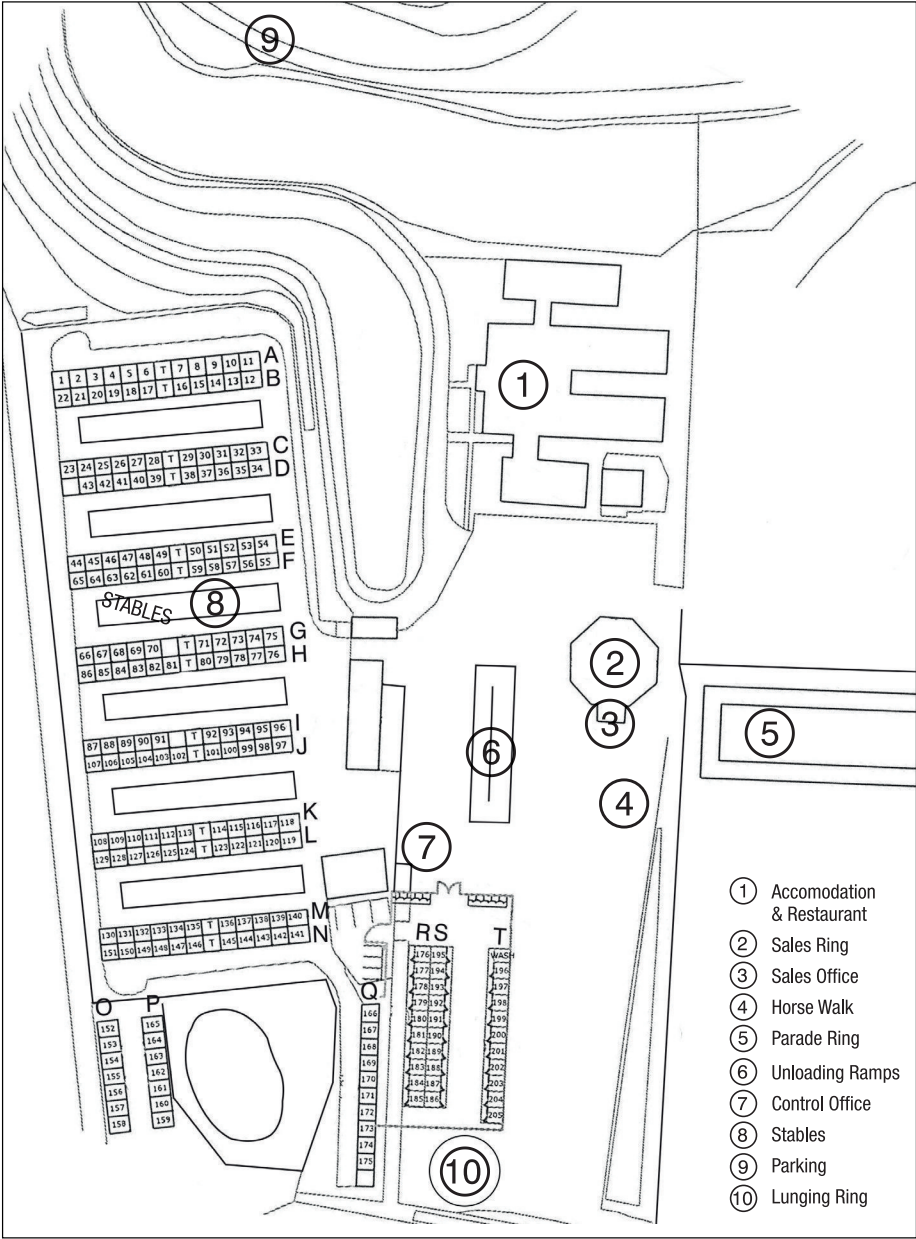 9
1
A
1 2 3 4 5 6 T 7 8 9 10 11
B
22 21 20 19 18 17 T 16 15 14 13 12
C
23 24 25 26 27 28 T 29 30 31 32 33
D
43 42 41 40 39 T 38 37 36 35 34
E
44 45 46 47 48 49 T 50 51 52 53 54
F
65 64 63 62 61 60 T 59 58 57 56 55
STABLES 8
G
66 67 68 69 70 T 71 72 73 74 75
H
86 85 84 83 82 81 T 80 79 78 77 76
2
3
5
6
4
I
87 88 89 90 91 T 92 93 94 95 96
J
107 106 105 104 103 102 T 101 100 99 98 97
K
108 109 110 111 112 113 T 114 115 116 117 118
L
129 128 127 126 125 124 T 123 122 121 120 119
7
M
130 131 132 133 134 135 T 136 137 138 139 140
N
151 150 149 148 147 146 T 145 144 143 142 141
O
152
153
154
155
156
157
158
P
165
164
163
162
161
160
159
Q
166
167
168
169
170
171
172
173
174
175
R S
176 195
177 194
178 193
179 192
180 191
181 190
182 189
183 188
184 187
185 186
T
WASH
196
197
198
199
200
201
202
203
204
205
10
1 Accomodation
& Restaurant
2 Sales Ring
3 Sales Office
4 Horse Walk
5 Parade Ring
6 Unloading Ramps
7 Control Office
8 Stables
9 Parking
10 Lunging Ring